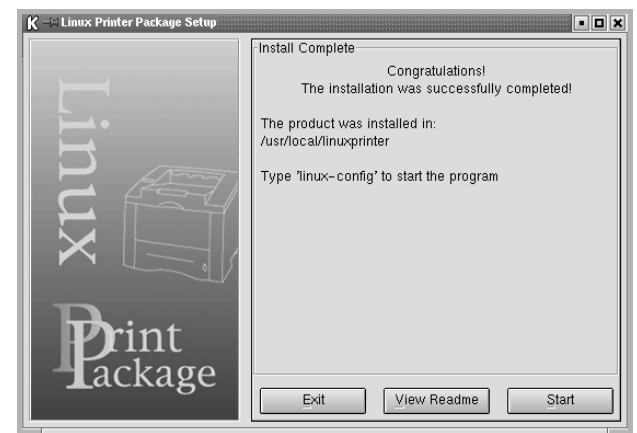 Linux Printer Package Setup
Linux
Print
Package
Install Complete
Congratulations!
The installation was successfully completed!
The product was installed in:
/usr/local/linuxprinter
Type 'linux-config' to start the program
Exit
View Readme
Start